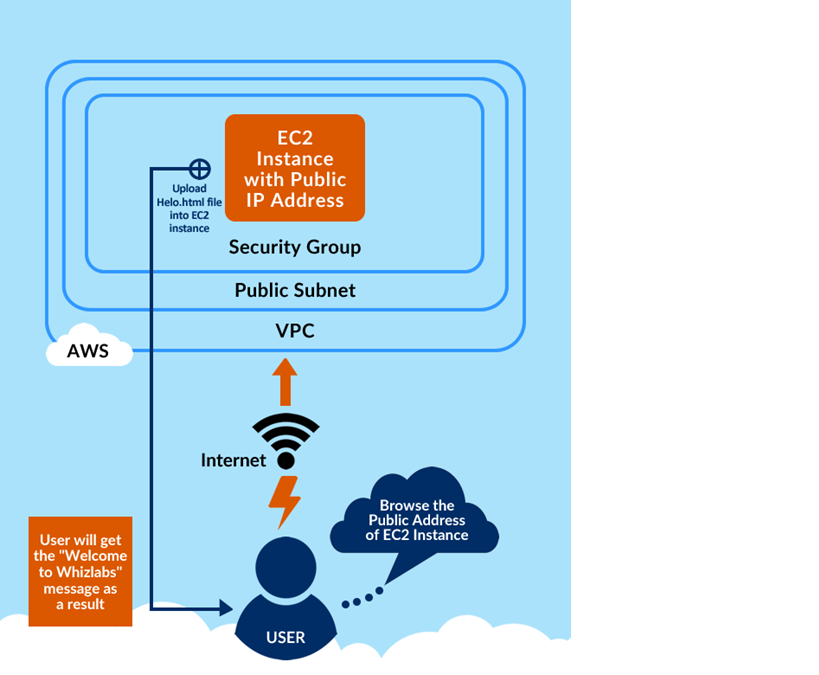 EC2
Instance
with Public
IP Address
Upload
Helo.html file
into EC2
instance
Security Group
Public Subnet
VPC
AWS
Internet
Browse the
Public Address
of EC2 Instance
User will get
the "Welcome
to Whizlabs"
message as
a result
USER